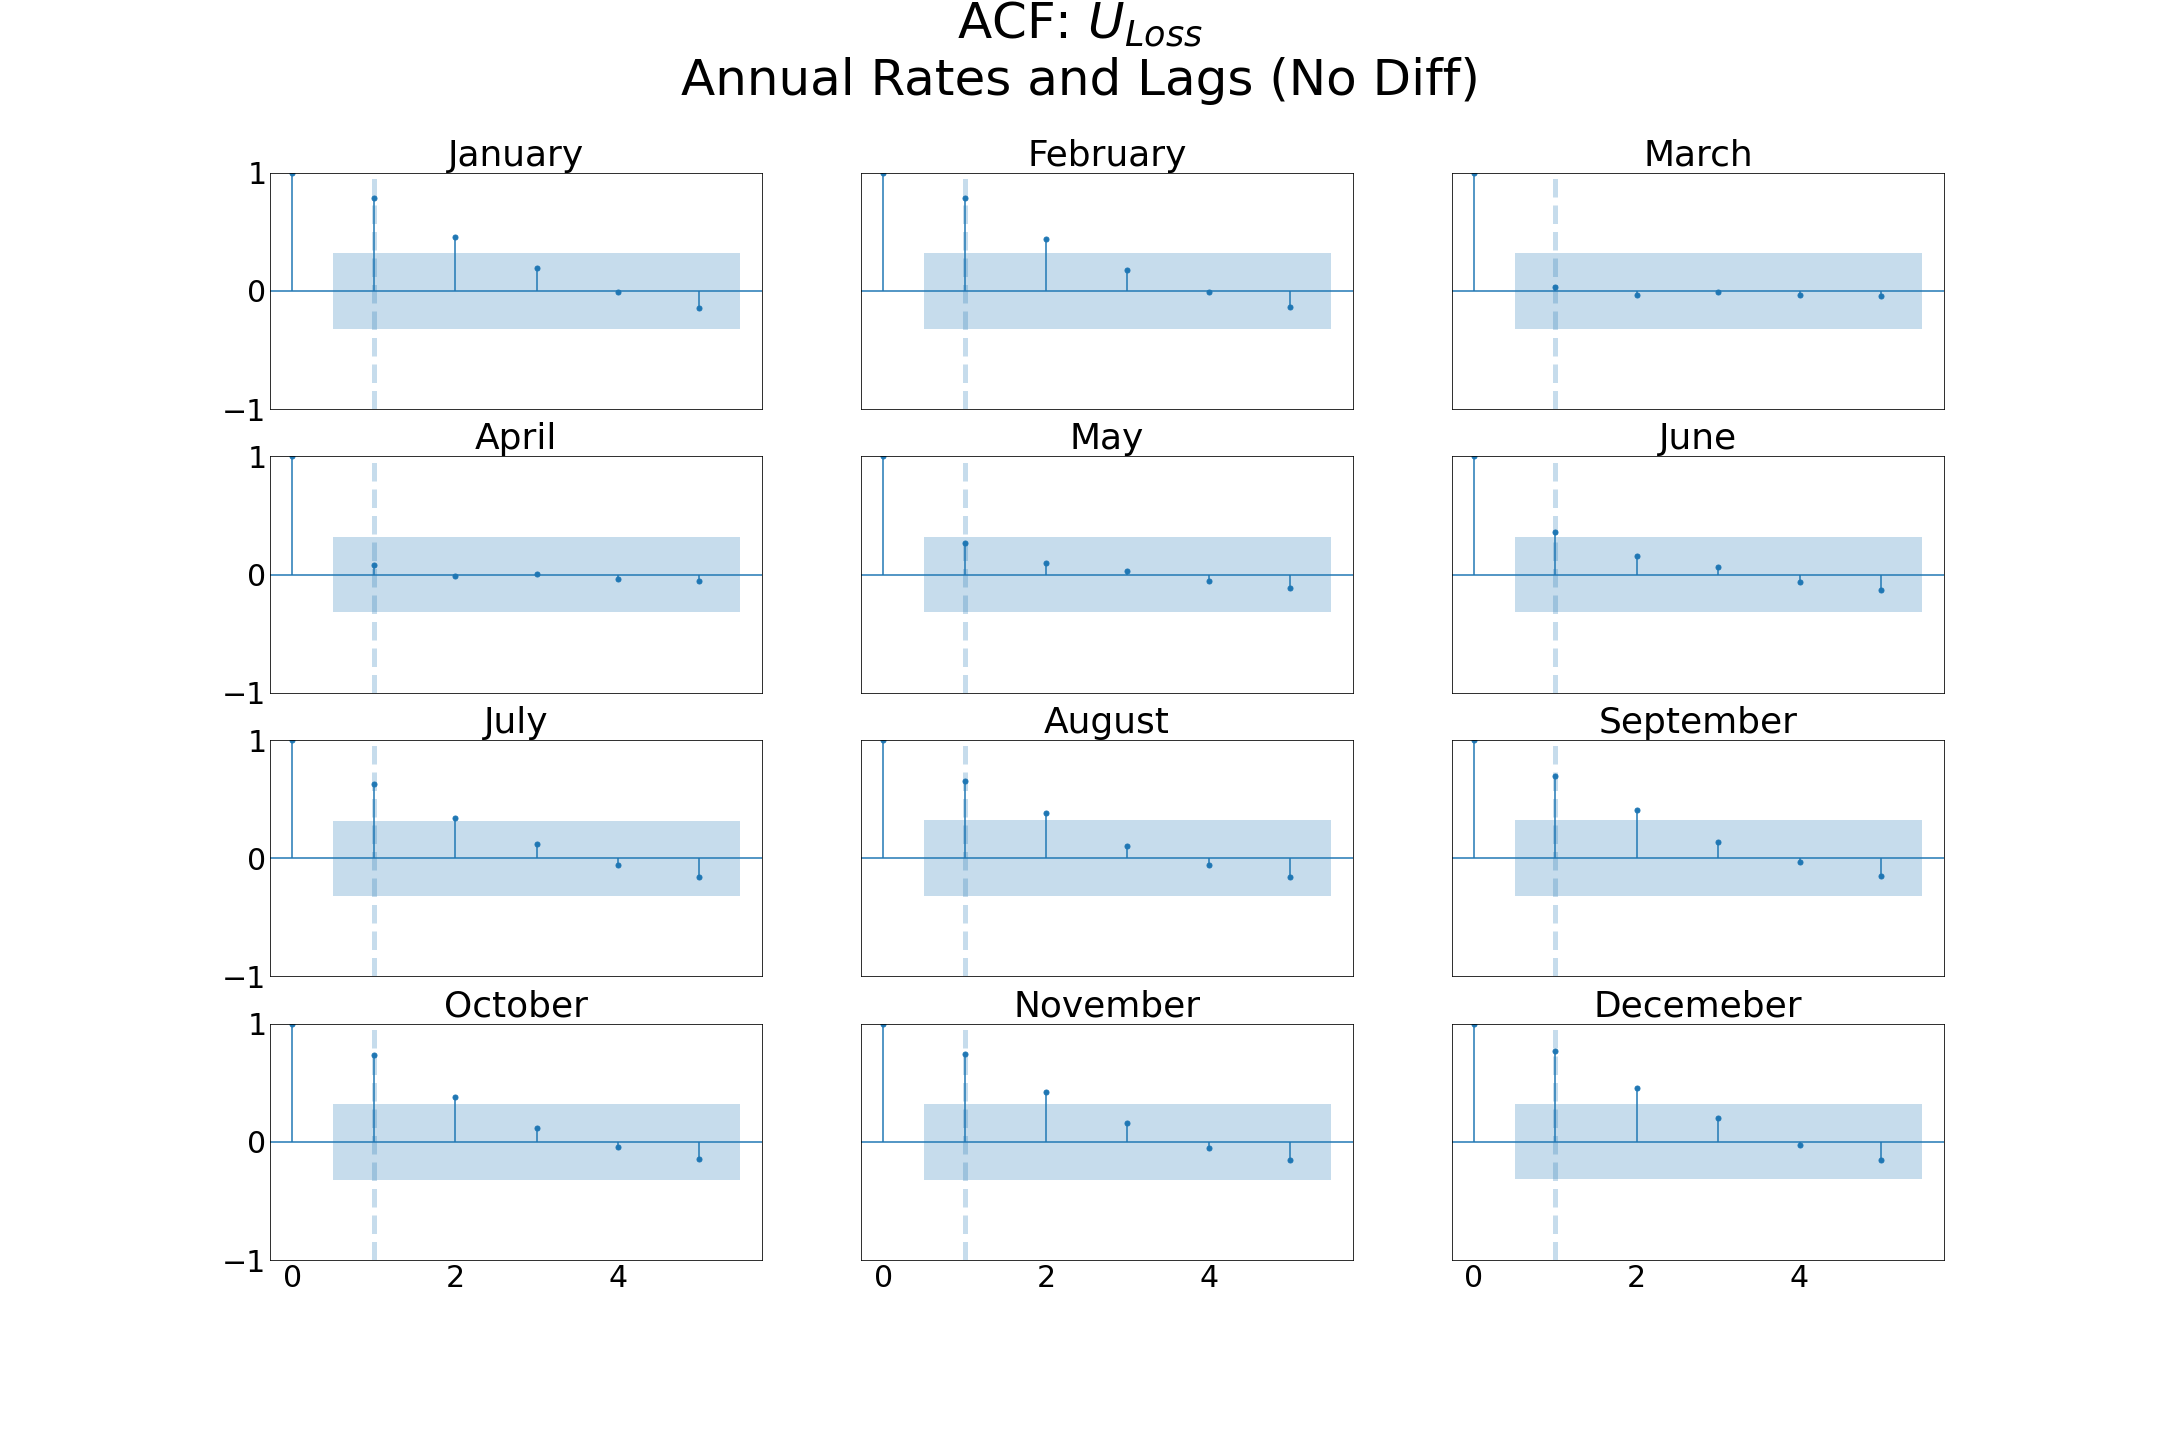 ACF: U_Loss
Annual Rates and Lags (No Diff)
January February March
1
0
−1
April May June
1
0
−1
July August September
1
0
−1
October November Decemeber
1
0
−1
0 2 4 0 2 4 0 2 4